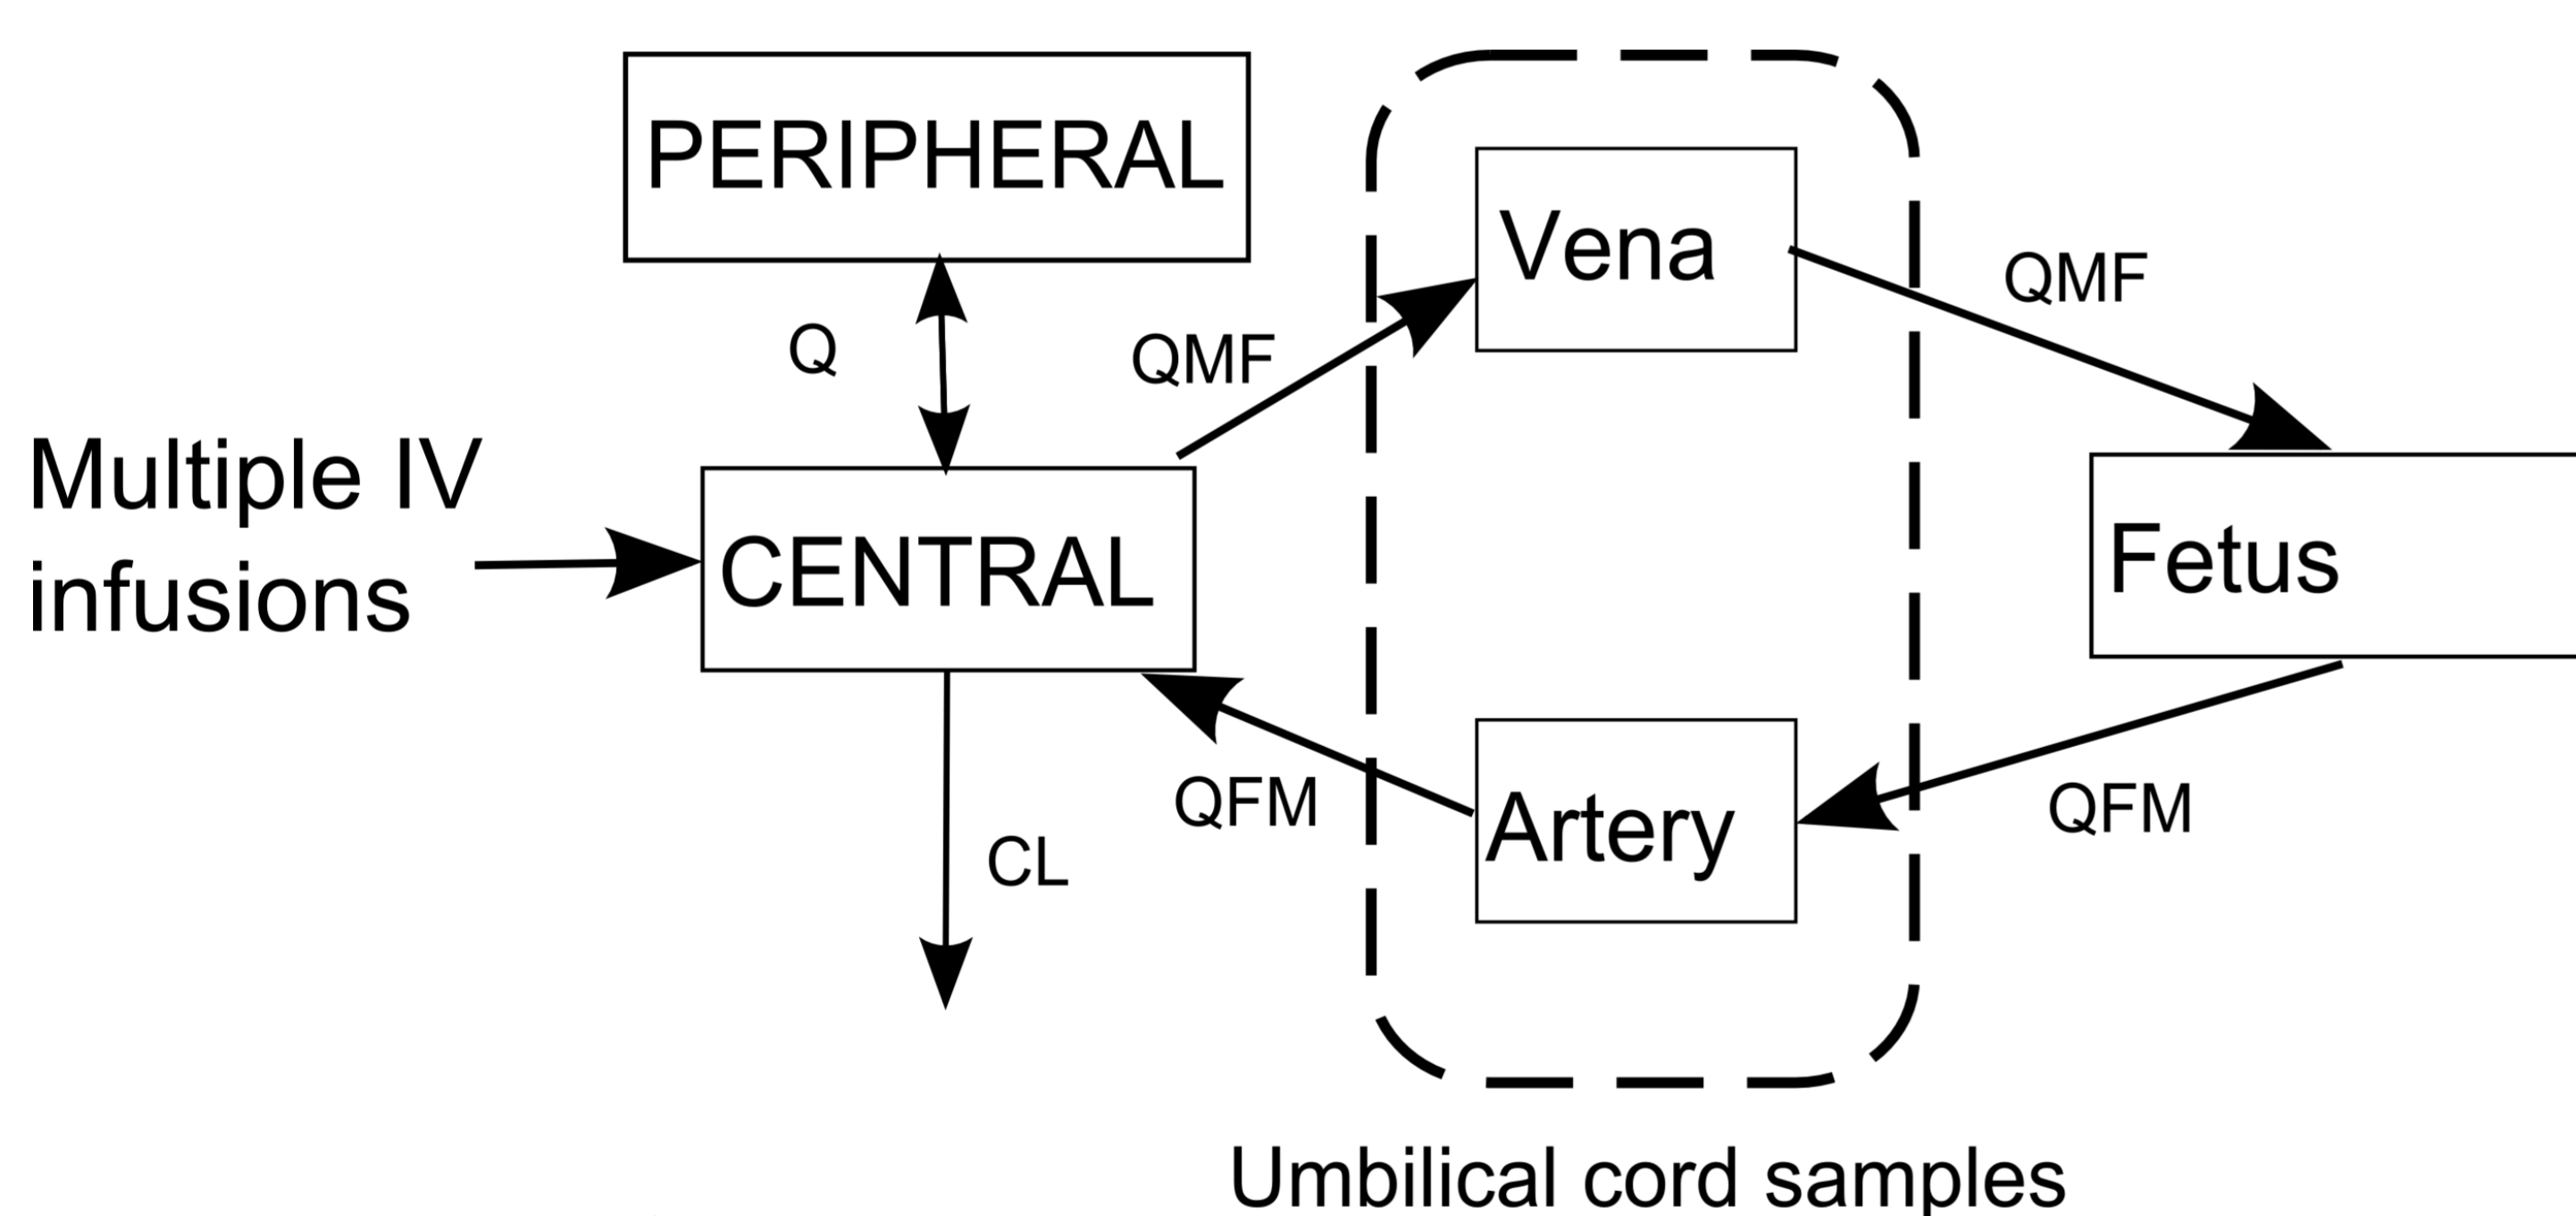 PERIPHERAL
Vena
QMF
Q
QMF
Multiple IV
infusions
CENTRAL
Fetus
Artery
QFM
QFM
CL
Umbilical cord samples